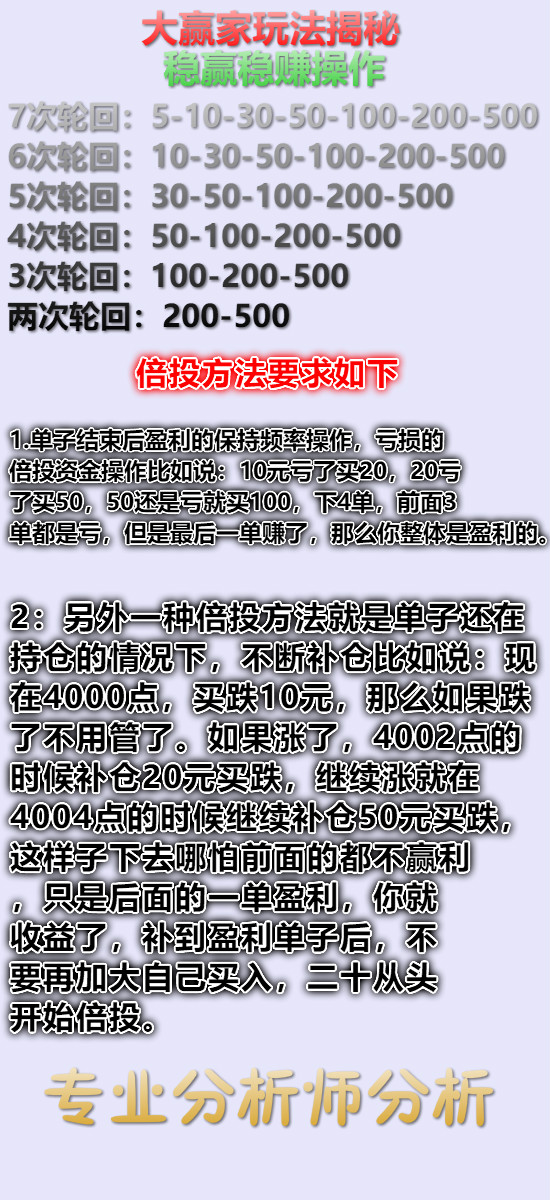 大赢家玩法揭秘
稳赢稳赚操作
7次轮回：5-10-30-50-100-200-500
6次轮回：10-30-50-100-200-500
5次轮回：30-50-100-200-500
4次轮回：50-100-200-500
3次轮回：100-200-500
两次轮回：200-500
倍投方法要求如下
1.单子结束后盈利的保持频率操作，亏损的
倍投资金操作比如说：10元亏了买20，20亏
了买50，50还是亏就买100，下4单，前面3
单都是亏，但是最后一单赚了，那么你整体是盈利的。
2：另外一种倍投方法就是单子还在
持仓的情况下，不断补仓比如说：现
在4000点，买跌10元，那么如果跌
了不用管了。如果涨了，4002点的
时候补仓20元买跌，继续涨就在
4004点的时候继续补仓50元买跌，
这样子下去哪怕前面的都不赢利
，只是后面的一单盈利，你就
收益了，补到盈利单子后，不
要再加大自己买入，二十从头
开始倍投。
专业分析师分析